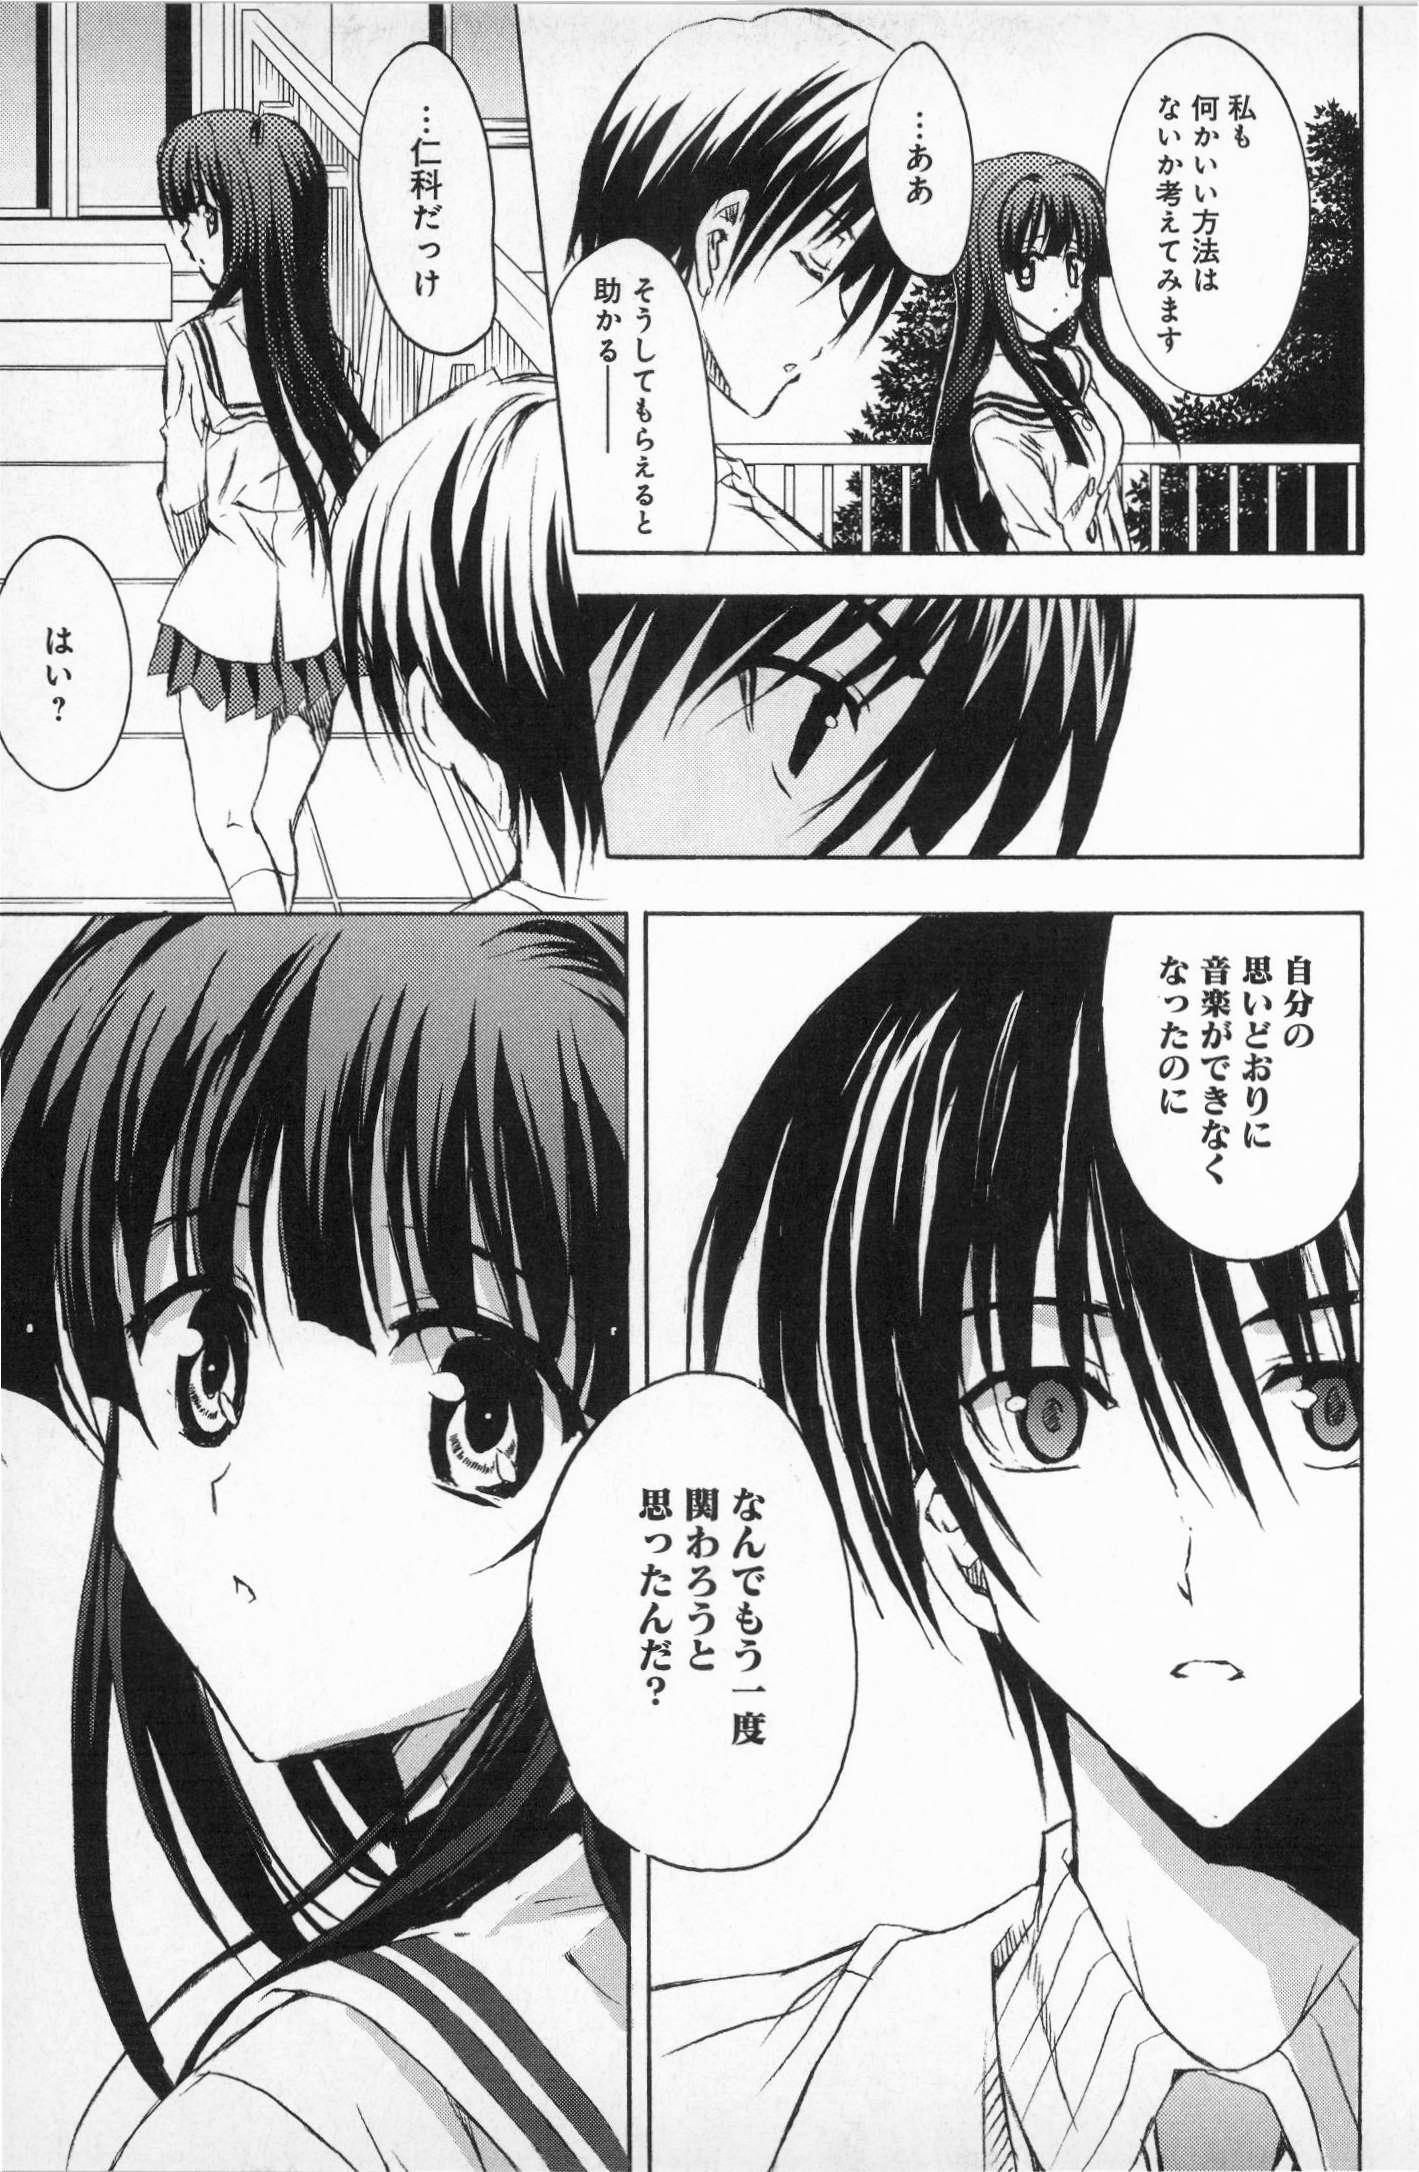 私も
何かいい方法は
ないか考えてみます
…ああ
そうしてもらえると
助かる――
…仁科だっけ
はい?
自分の
思いどおりに
音楽ができなく
なったのに
なんでもう一度
関わろうと
思ったんだ?